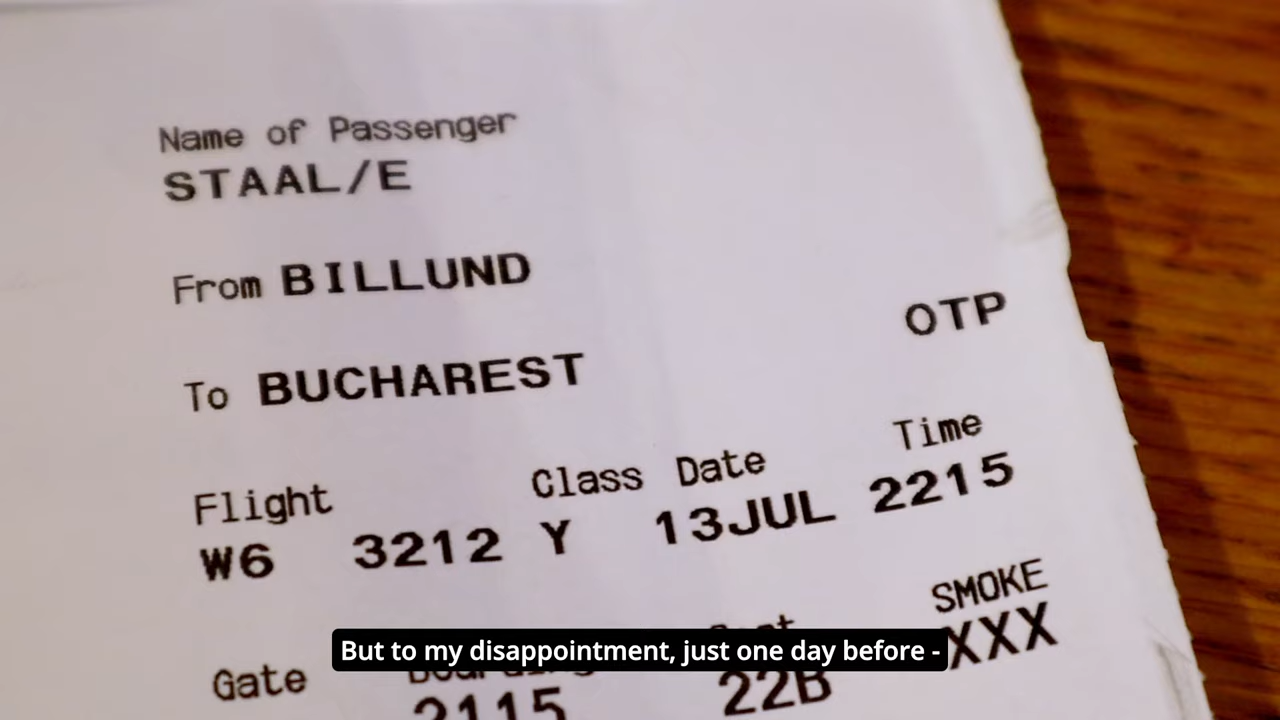 Name of Passenger
STAAL/E
From BILLUND
OTP
To BUCHAREST
Flight Class Date Time
W6 3212 Y 13JUL 2215
SMOKE
XXX
Gate
2115 22B
But to my disappointment, just one day before -